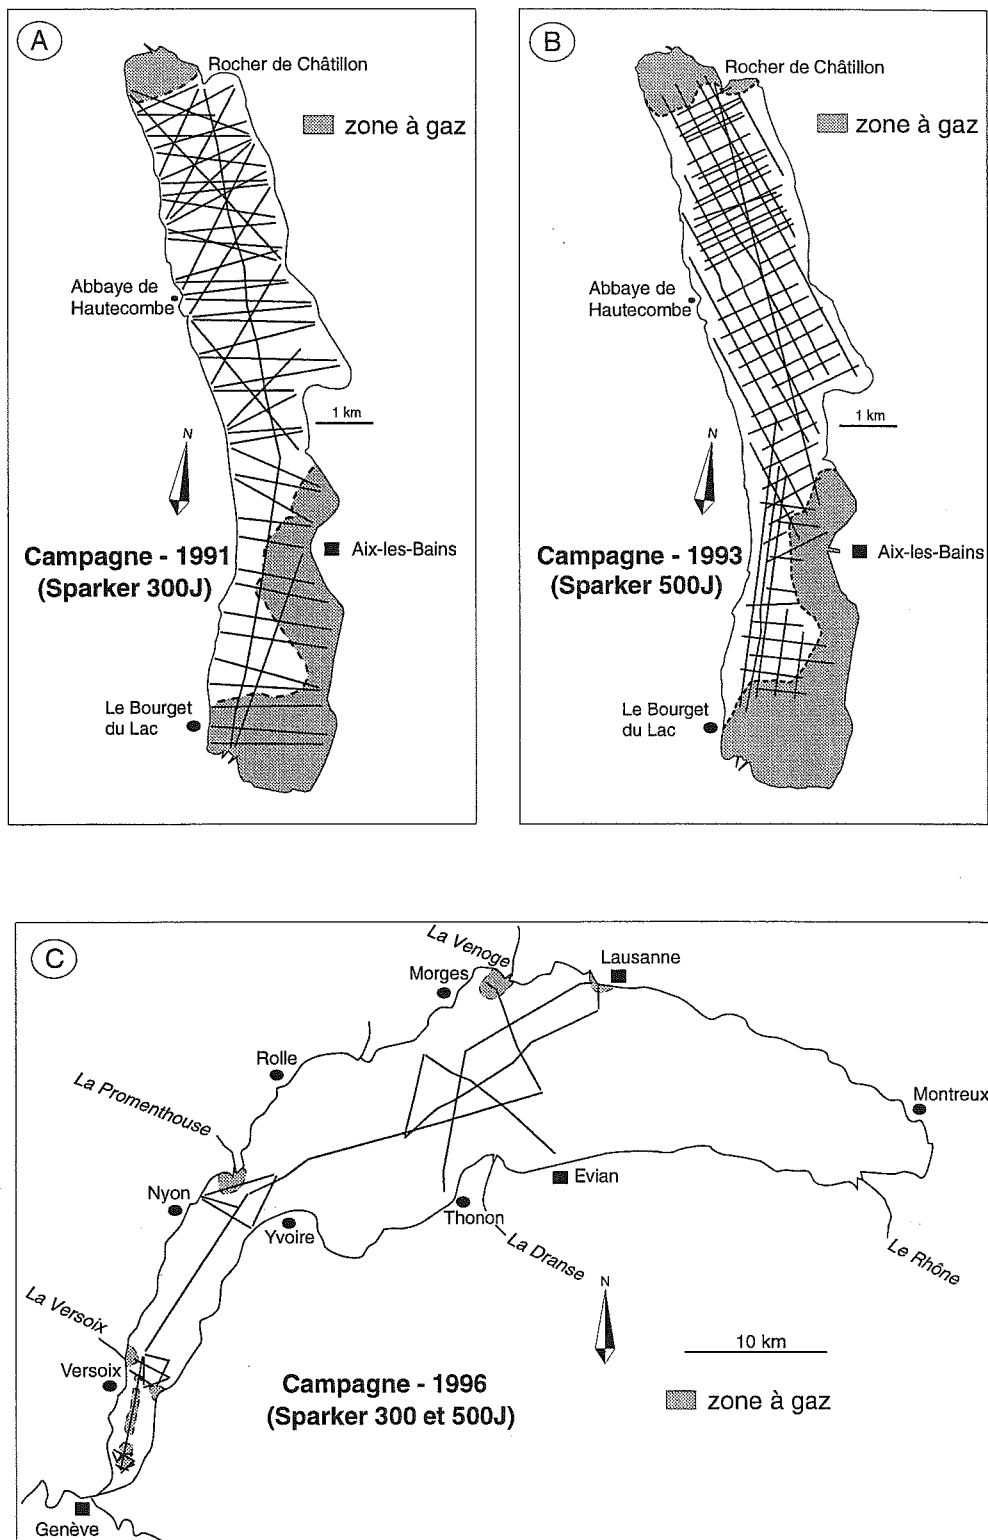 A
Rocher de Châtillon
zone à gaz
Abbaye de
Hautecombe
1 km
N
Campagne - 1991
(Sparker 300J)
Aix-les-Bains
Le Bourget
du Lac
B
Rocher de Châtillon
zone à gaz
Abbaye de
Hautecombe
1 km
N
Campagne - 1993
(Sparker 500J)
Aix-les-Bains
Le Bourget
du Lac
C
La Venoge
Lausanne
Morges
Rolle
La Promenthouse
Montreux
Nyon
Evian
Thonon
Yvoire
La Dranse
Le Rhône
La Versoix
N
10 km
Versoix
Campagne - 1996
(Sparker 300 et 500J)
zone à gaz
Genève